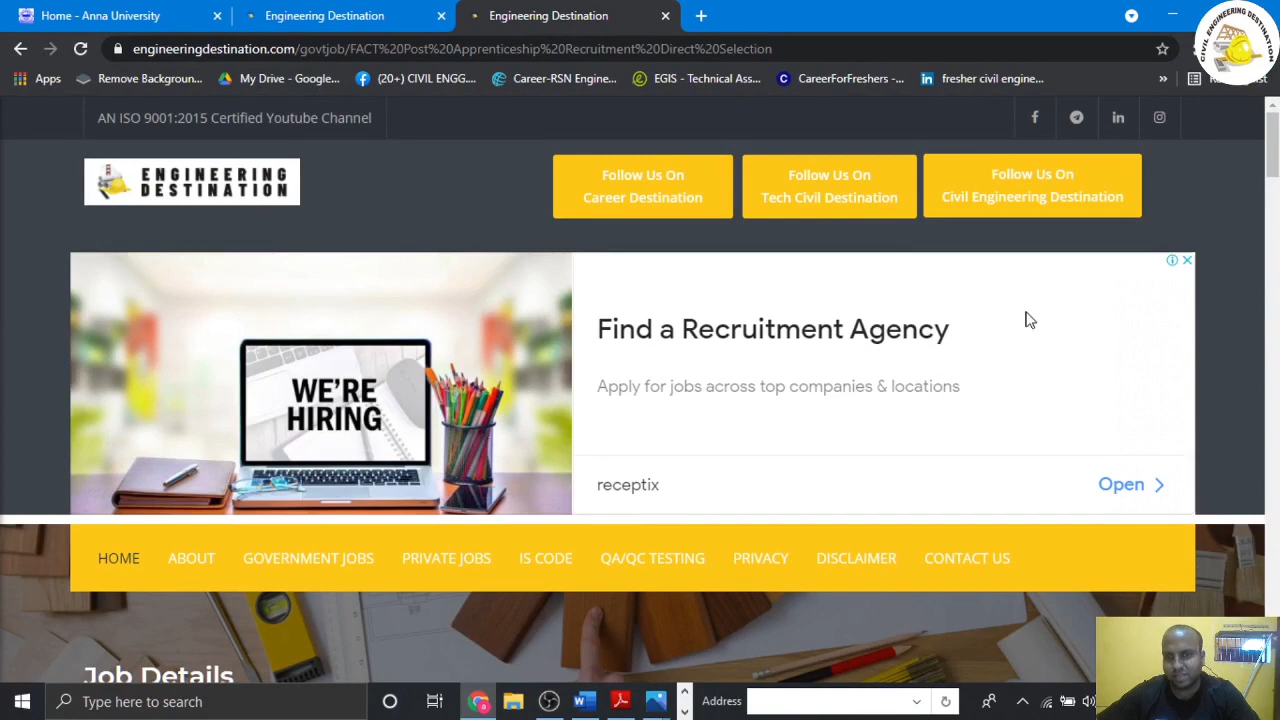 Home - Anna University
Engineering Destination
Engineering Destination
engineeringdestination.com/govtjob/FACT%20Post%20Apprenticeship%20Recruitment%20Direct%20Selection
Apps
Remove Backgroun...
My Drive - Google...
(20+) CIVIL ENGG....
Career-RSN Engine...
EGIS - Technical Ass...
CareerForFreshers -...
fresher civil engine...
CIVIL ENGINEERING DESTINATION
AN ISO 9001:2015 Certified Youtube Channel
ENGINEERING
DESTINATION
Follow Us On
Career Destination
Follow Us On
Tech Civil Destination
Follow Us On
Civil Engineering Destination
WE'RE
HIRING
Find a Recruitment Agency
Apply for jobs across top companies & locations
receptix
Open
HOME ABOUT GOVERNMENT JOBS PRIVATE JOBS IS CODE QA/QC TESTING PRIVACY DISCLAIMER CONTACT US
Job Details
Type here to search
Address